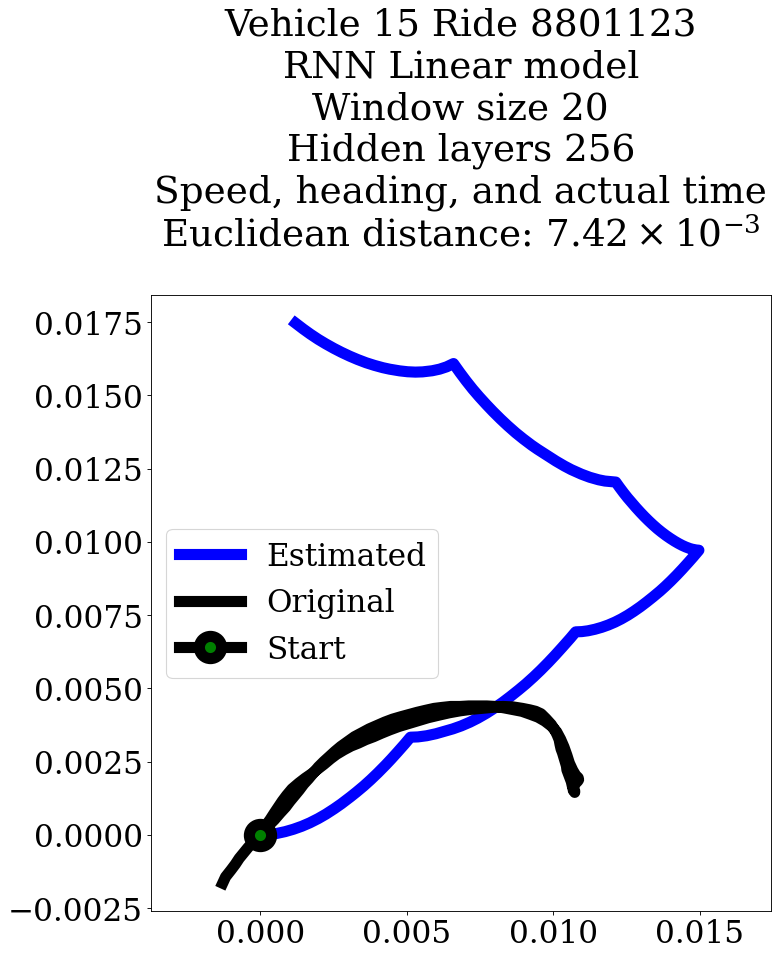 Vehicle 15 Ride 8801123
RNN Linear model
Window size 20
Hidden layers 256
Speed, heading, and actual time
Euclidean distance: 7.42 × 10⁻³
0.0175
0.0150
0.0125
0.0100
0.0075
0.0050
0.0025
0.0000
−0.0025
Estimated
Original
Start
0.000 0.005 0.010 0.015